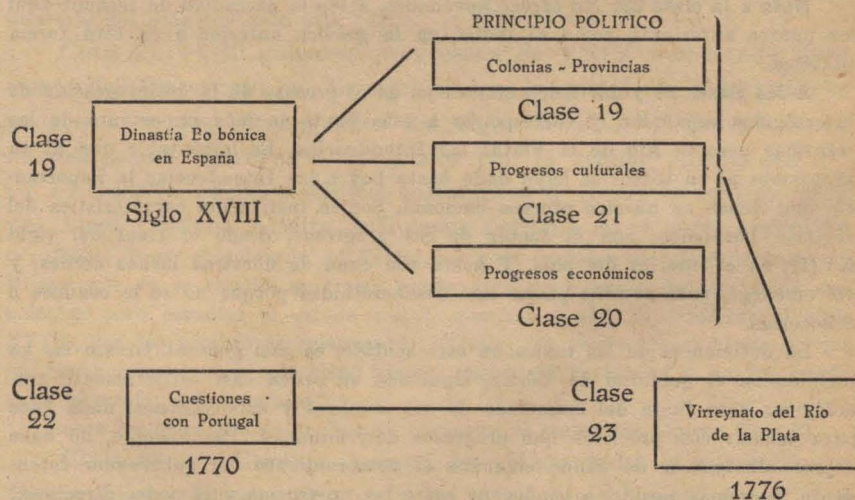 PRINCIPIO POLITICO
Colonias - Provincias
Clase 19
Clase
19
Dinastía Bo bónica
en España
Siglo XVIII
Progresos culturales
Clase 21
Progresos económicos
Clase 20
Clase
22
Cuestiones
con Portugal
1770
Clase
23
Virreynato del Río
de la Plata
1776